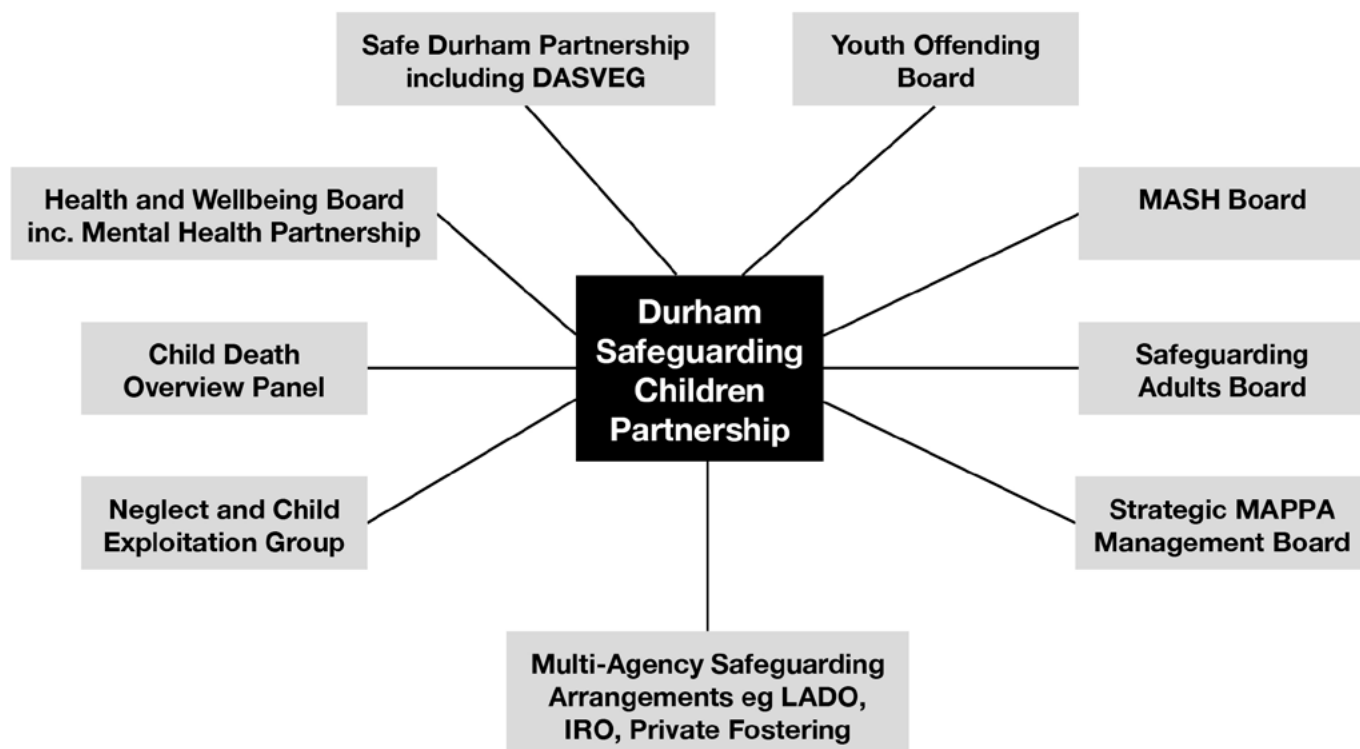 Safe Durham Partnership
including DASVEG
Youth Offending
Board
Health and Wellbeing Board
inc. Mental Health Partnership
MASH Board
Durham
Safeguarding
Children
Partnership
Child Death
Overview Panel
Safeguarding
Adults Board
Neglect and Child
Exploitation Group
Strategic MAPPA
Management Board
Multi-Agency Safeguarding
Arrangements eg LADO,
IRO, Private Fostering